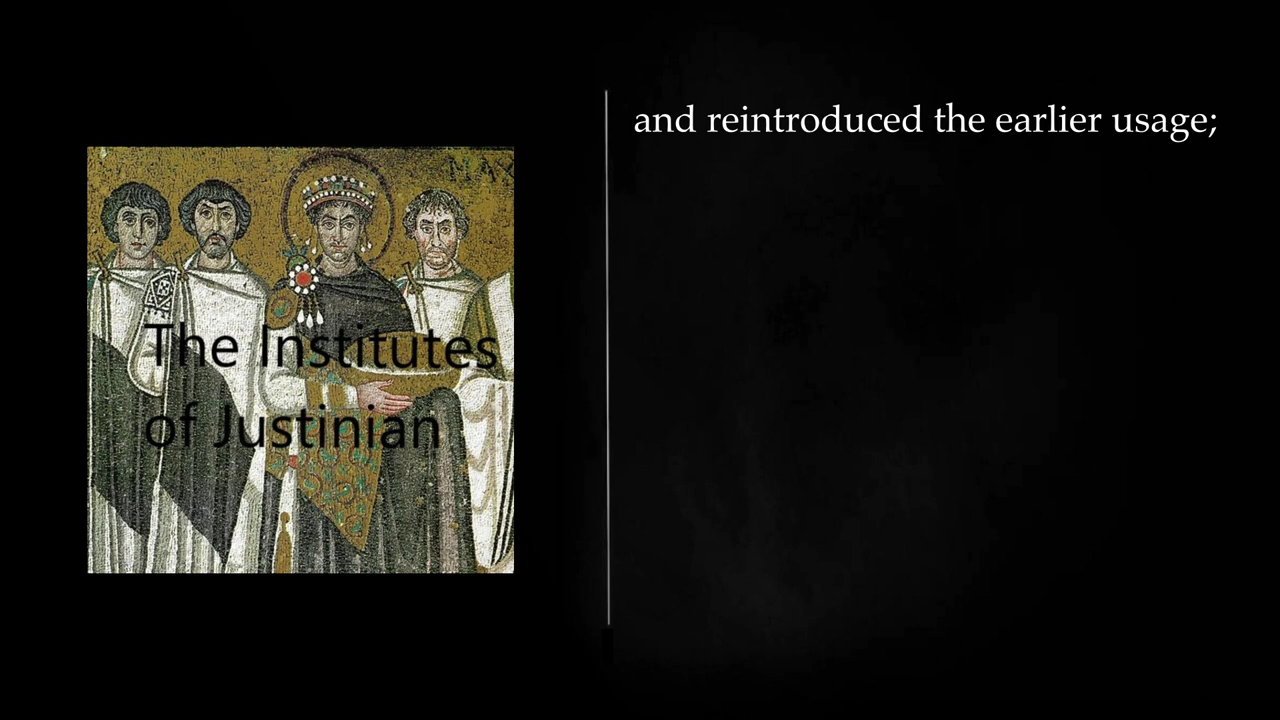 The Institutes
of Justinian
and reintroduced the earlier usage;